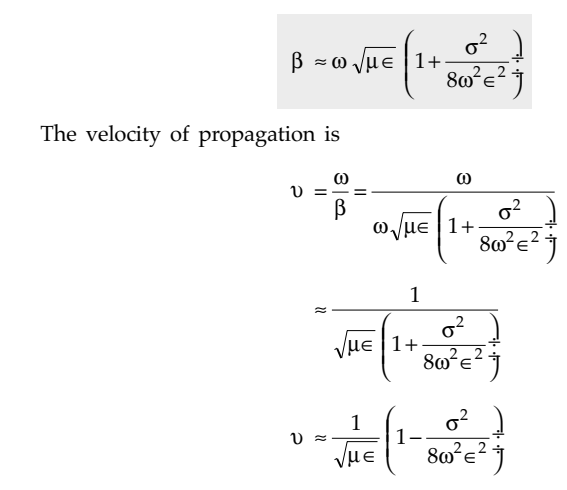 β ≈ ω √μ∈ (1 + σ² / 8ω²∈²)
The velocity of propagation is
υ = ω / β = ω / ω√μ∈ (1 + σ² / 8ω²∈²)
≈ 1 / √μ∈ (1 + σ² / 8ω²∈²)
υ ≈ 1 / √μ∈ (1 − σ² / 8ω²∈²)